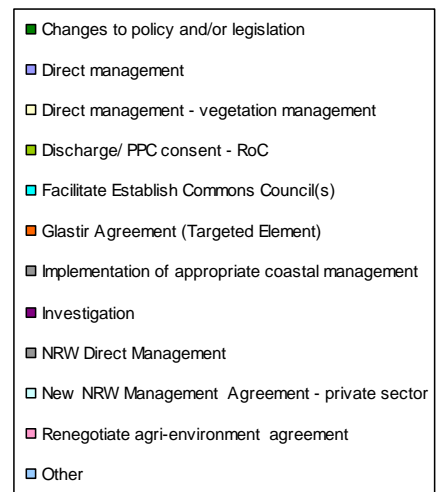 Changes to policy and/or legislation
Direct management
Direct management - vegetation management
Discharge/ PPC consent - RoC
Facilitate Establish Commons Council(s)
Glastir Agreement (Targeted Element)
Implementation of appropriate coastal management
Investigation
NRW Direct Management
New NRW Management Agreement - private sector
Renegotiate agri-environment agreement
Other